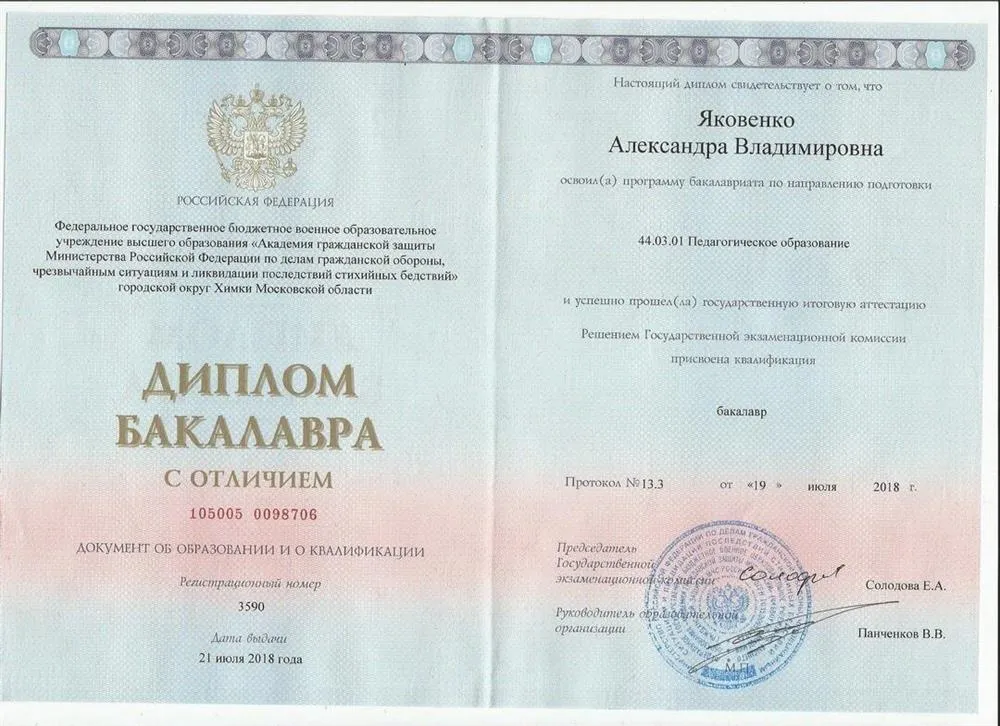 РОССИЙСКАЯ ФЕДЕРАЦИЯ
Федеральное государственное бюджетное военное образовательное
учреждение высшего образования «Академия гражданской защиты
Министерства Российской Федерации по делам гражданской обороны,
чрезвычайным ситуациям и ликвидации последствий стихийных бедствий»
городской округ Химки Московской области
ДИПЛОМ
БАКАЛАВРА
С ОТЛИЧИЕМ
105005 0098706
ДОКУМЕНТ ОБ ОБРАЗОВАНИИ И О КВАЛИФИКАЦИИ
Регистрационный номер
3590
Дата выдачи
21 июля 2018 года
Настоящий диплом свидетельствует о том, что
Яковенко
Александра Владимировна
освоил(а) программу бакалавриата по направлению подготовки
44.03.01 Педагогическое образование
и успешно прошел(ла) государственную итоговую аттестацию
Решением Государственной экзаменационной комиссии
присвоена квалификация
бакалавр
Протокол № 13.3 от «19 » июля 2018 г.
Председатель
Государственной
экзаменационной комиссии Солодова Е.А.
Руководитель образовательной
организации Панченков В.В.
М.П.